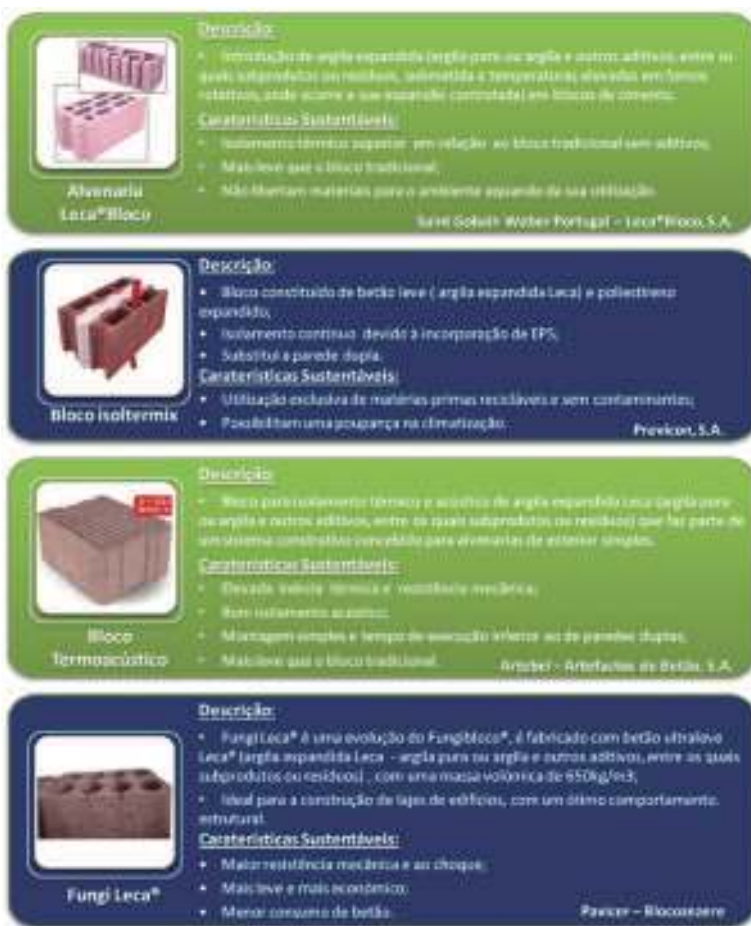 Descrição:
• Introdução de argila expandida (argila pura ou argila e outros aditivos, entre os
quais subprodutos ou resíduos, submetida a temperaturas elevadas em fornos
rotativos, onde ocorre a sua expansão controlada) em blocos de cimento.
Caraterísticas Sustentáveis:
• Isolamento térmico superior em relação ao bloco tradicional sem aditivos;
• Mais leve que o bloco tradicional;
• Não libertam materiais para o ambiente aquando da sua utilização.
Alvenaria
Leca®Bloco
Saint Gobain Weber Portugal – Leca®Bloco, S.A.
Descrição:
• Bloco constituído de betão leve ( argila expandida Leca) e poliestireno
expandido;
• Isolamento contínuo devido à incorporação de EPS;
• Substitui a parede dupla.
Caraterísticas Sustentáveis:
• Utilização exclusiva de matérias primas recicláveis e sem contaminantes;
• Possibilitam uma poupança na climatização.
Bloco isoltermix
Previcon, S.A.
Descrição:
• Bloco para isolamento térmico e acústico de argila expandida Leca (argila pura
ou argila e outros aditivos, entre os quais subprodutos ou resíduos) que faz parte de
um sistema construtivo concebido para alvenarias de exterior simples.
Caraterísticas Sustentáveis:
• Elevada inércia térmica e resistência mecânica;
• Bom isolamento acústico;
• Montagem simples e tempo de execução inferior ao de paredes duplas;
• Mais leve que o bloco tradicional.
Bloco
Termoacústico
Artebel – Artefactos de Betão, S.A.
Descrição:
• Fungi Leca® é uma evolução do Fungibloco®, é fabricado com betão ultraleve
Leca® (argila expandida Leca - argila pura ou argila e outros aditivos, entre os quais
subprodutos ou resíduos) , com uma massa volúmica de 650kg/m3;
• Ideal para a construção de lajes de edifícios, com um ótimo comportamento
estrutural.
Caraterísticas Sustentáveis:
• Maior resistência mecânica e ao choque;
• Mais leve e mais económico;
• Menor consumo de betão.
Fungi Leca®
Pavicer – Blocosezere